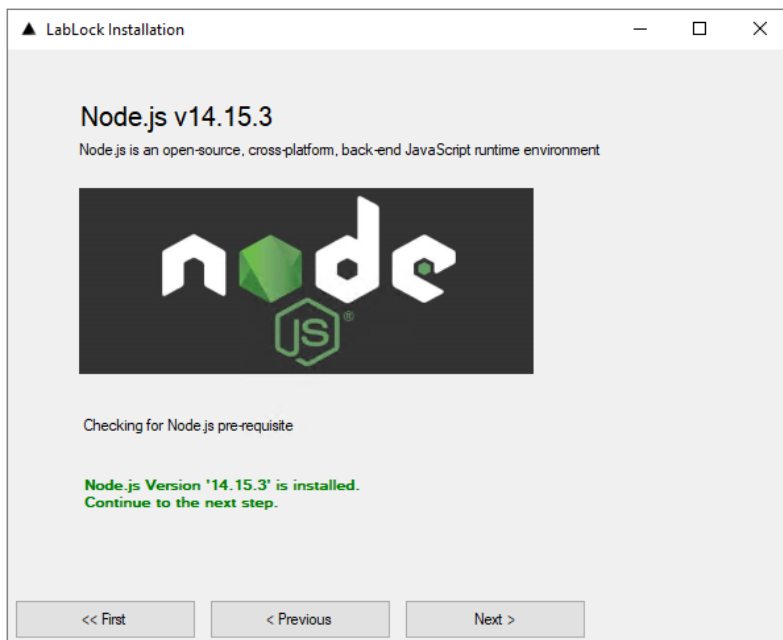 LabLock Installation
Node.js v14.15.3
Node.js is an open-source, cross-platform, back-end JavaScript runtime environment
node
JS®
Checking for Node.js pre-requisite
Node.js Version '14.15.3' is installed.
Continue to the next step.
<< First
< Previous
Next >